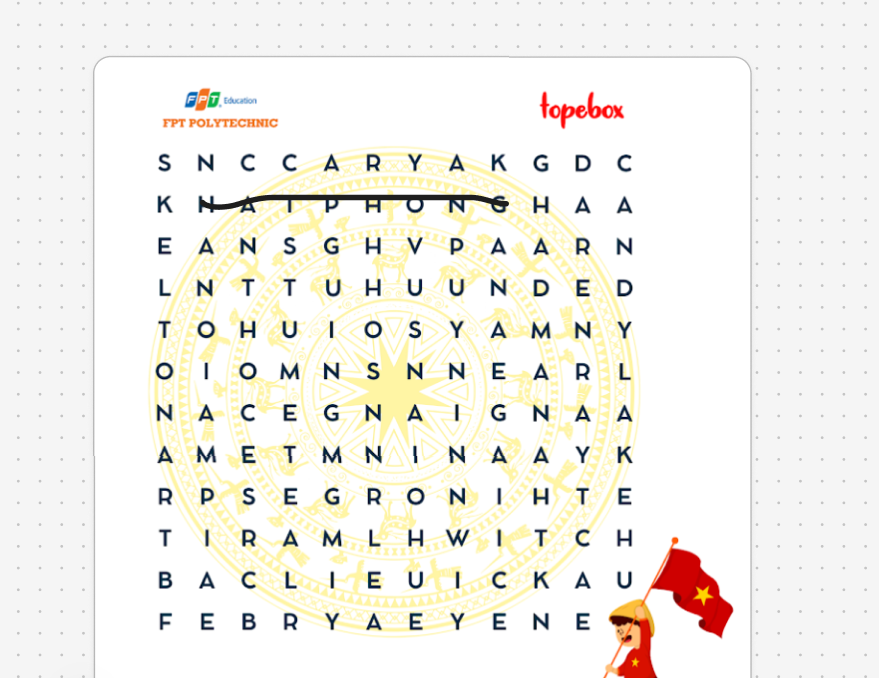 FPT. Education
FPT POLYTECHNIC
topebox
S N C C A R Y A K G D C
K H A I P H O N G H A A
E A N S G H V P A A R N
L N T T U H U U N D E D
T O H U I O S Y A M N Y
O I O M N S N N E A R L
N A C E G N A I G N A A
A M E T M N I N A A Y K
R P S E G R O N I H T E
T I R A M L H W I T C H
B A C L I E U I C K A U
F E B R Y A E Y E N E